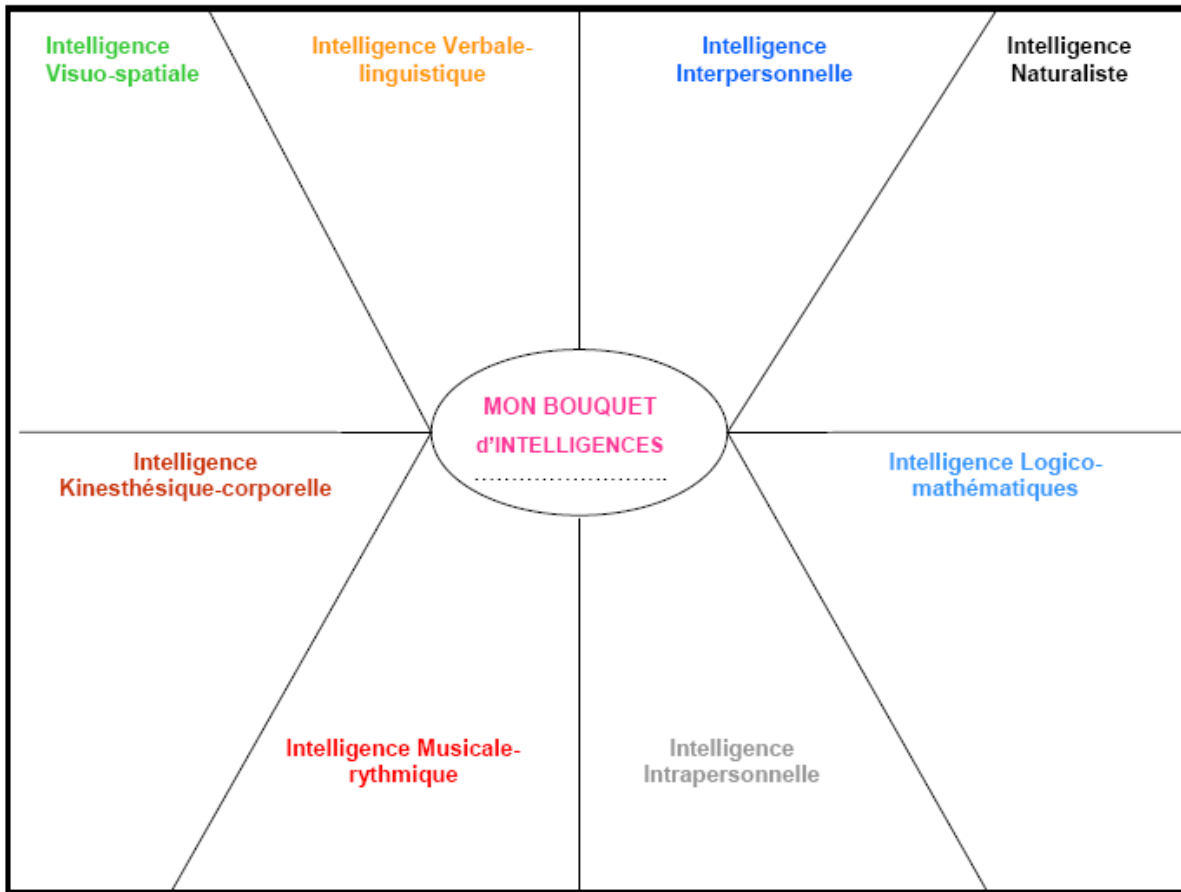 Intelligence
Visuo-spatiale
Intelligence Verbale-
linguistique
Intelligence
Interpersonnelle
Intelligence
Naturaliste
MON BOUQUET
d'INTELLIGENCES
.......................................
Intelligence
Kinesthésique-corporelle
Intelligence Logico-
mathématiques
Intelligence Musicale-
rythmique
Intelligence
Intrapersonnelle